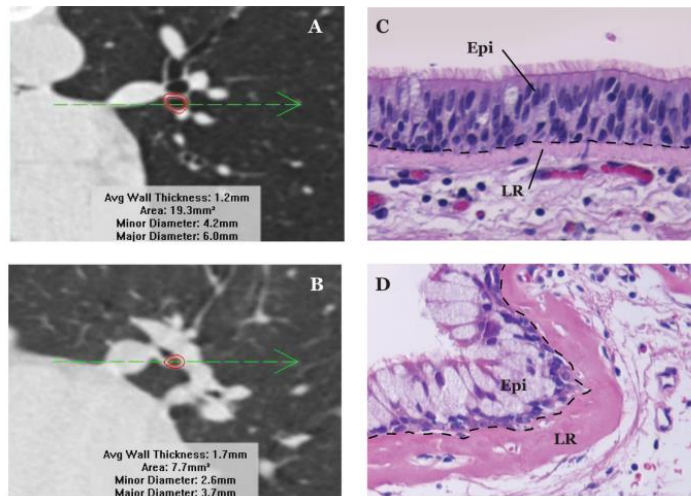 A
Avg Wall Thickness: 1.2mm
Area: 19.3mm²
Minor Diameter: 4.2mm
Major Diameter: 6.0mm
B
Avg Wall Thickness: 1.7mm
Area: 7.7mm²
Minor Diameter: 2.6mm
Major Diameter: 3.7mm
C
Epi
LR
D
Epi
LR